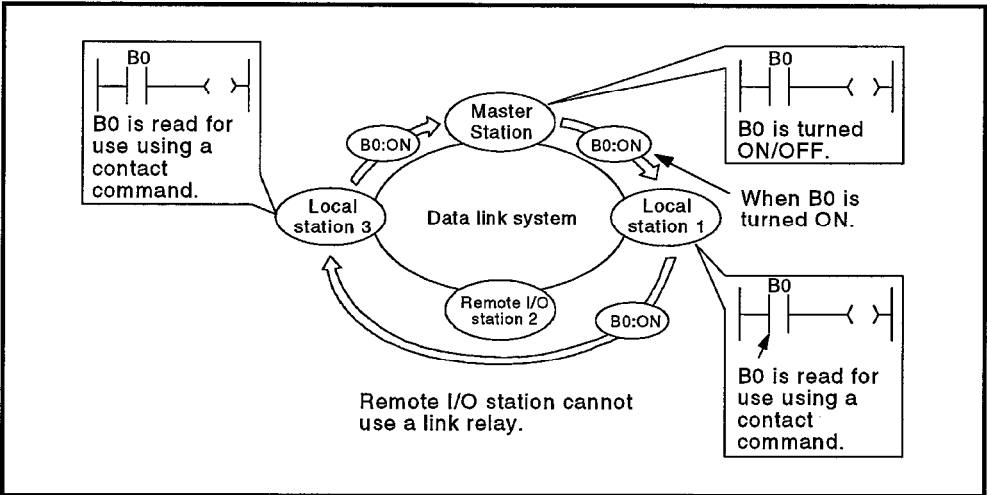 B0
B0 is read for
use using a
contact
command.
Master
Station
B0:ON
B0:ON
B0
B0 is turned
ON/OFF.
When B0 is
turned ON.
Local
station 3
Data link system
Local
station 1
Remote I/O
station 2
B0:ON
B0
B0 is read for
use using a
contact
command.
Remote I/O station cannot
use a link relay.